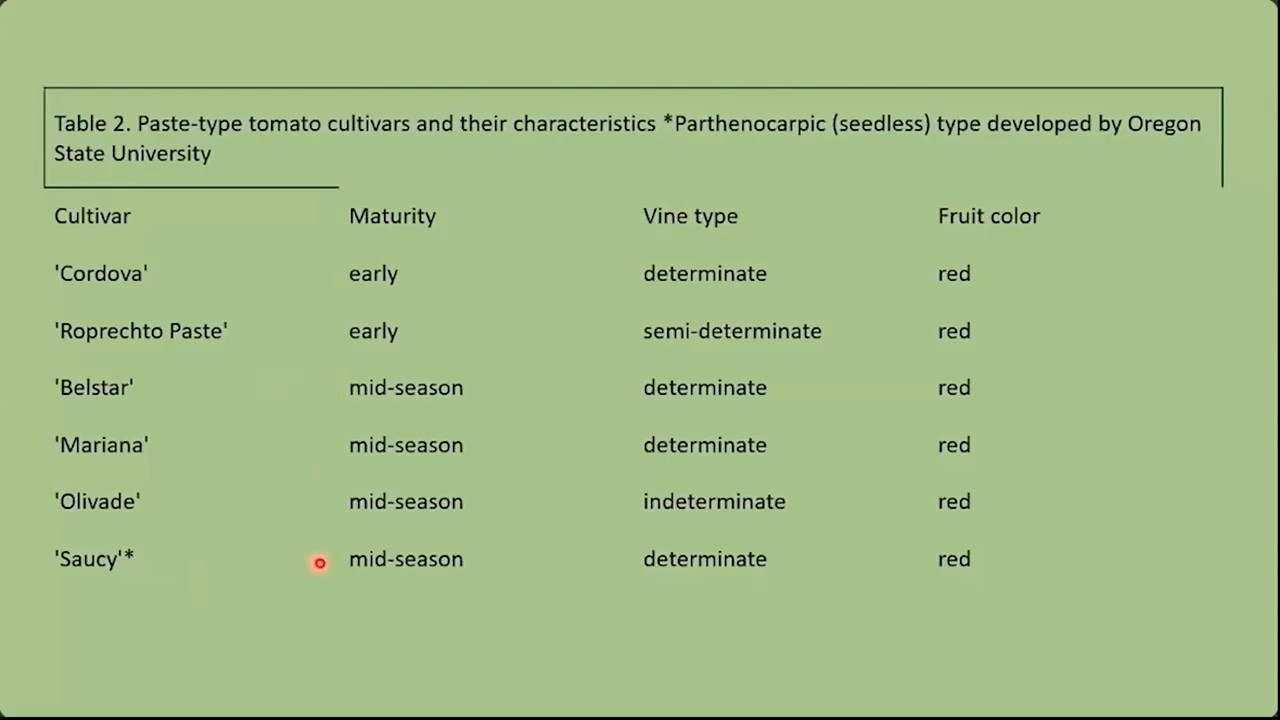 Table 2. Paste-type tomato cultivars and their characteristics *Parthenocarpic (seedless) type developed by Oregon
State University
Cultivar Maturity Vine type Fruit color
'Cordova' early determinate red
'Roprechto Paste' early semi-determinate red
'Belstar' mid-season determinate red
'Mariana' mid-season determinate red
'Olivade' mid-season indeterminate red
'Saucy'* mid-season determinate red